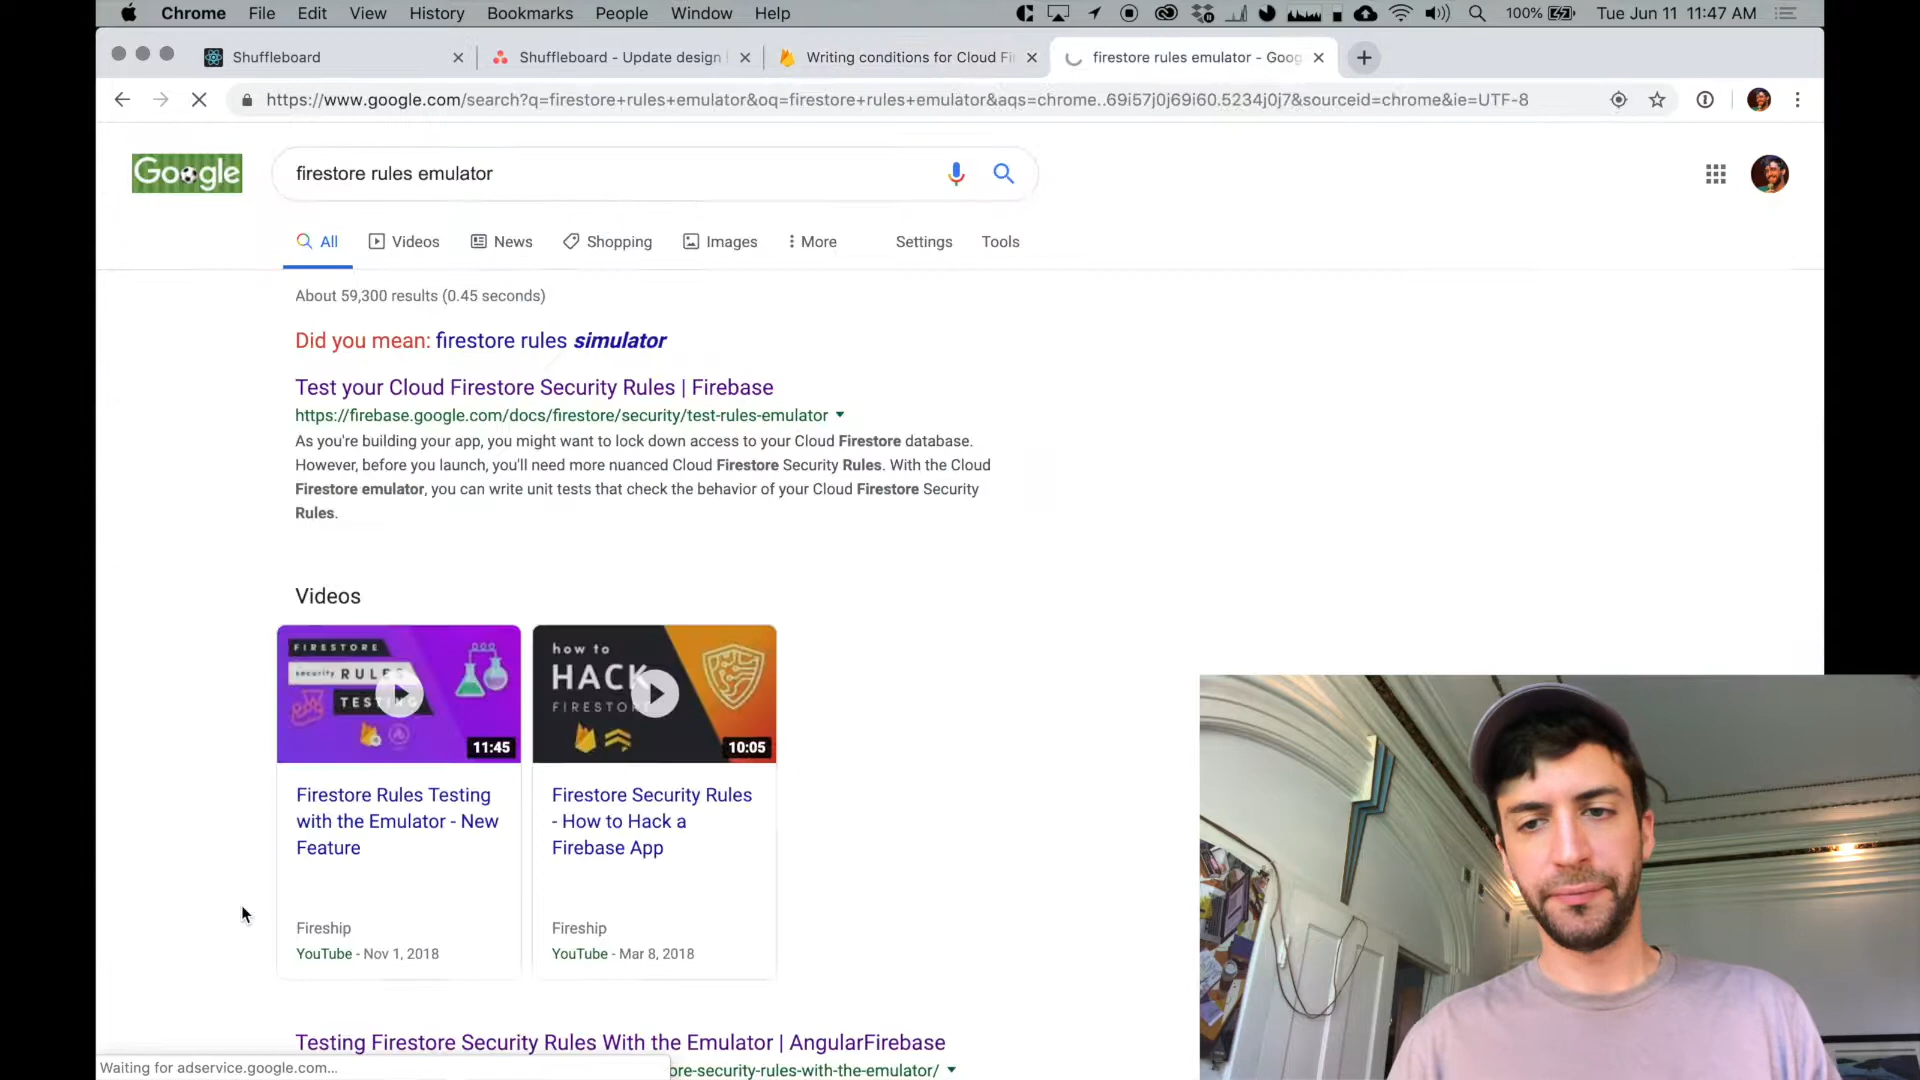 Chrome File Edit View History Bookmarks People Window Help 100% Tue Jun 11 11:47 AM
Shuffleboard Shuffleboard - Update design Writing conditions for Cloud Fi firestore rules emulator - Goog
https://www.google.com/search?q=firestore+rules+emulator&oq=firestore+rules+emulator&aqs=chrome..69i57j0j69i60.5234j0j7&sourceid=chrome&ie=UTF-8
Google firestore rules emulator
All Videos News Shopping Images More Settings Tools
About 59,300 results (0.45 seconds)
Did you mean: firestore rules simulator
Test your Cloud Firestore Security Rules | Firebase
https://firebase.google.com/docs/firestore/security/test-rules-emulator
As you're building your app, you might want to lock down access to your Cloud Firestore database.
However, before you launch, you'll need more nuanced Cloud Firestore Security Rules. With the Cloud
Firestore emulator, you can write unit tests that check the behavior of your Cloud Firestore Security
Rules.
Videos
FIRESTORE
security RULES
TESTING
11:45
how to
HACK
FIRESTORE
10:05
Firestore Rules Testing
with the Emulator - New
Feature
Fireship
YouTube - Nov 1, 2018
Firestore Security Rules
- How to Hack a
Firebase App
Fireship
YouTube - Mar 8, 2018
Testing Firestore Security Rules With the Emulator | AngularFirebase
ore-security-rules-with-the-emulator/
Waiting for adservice.google.com...